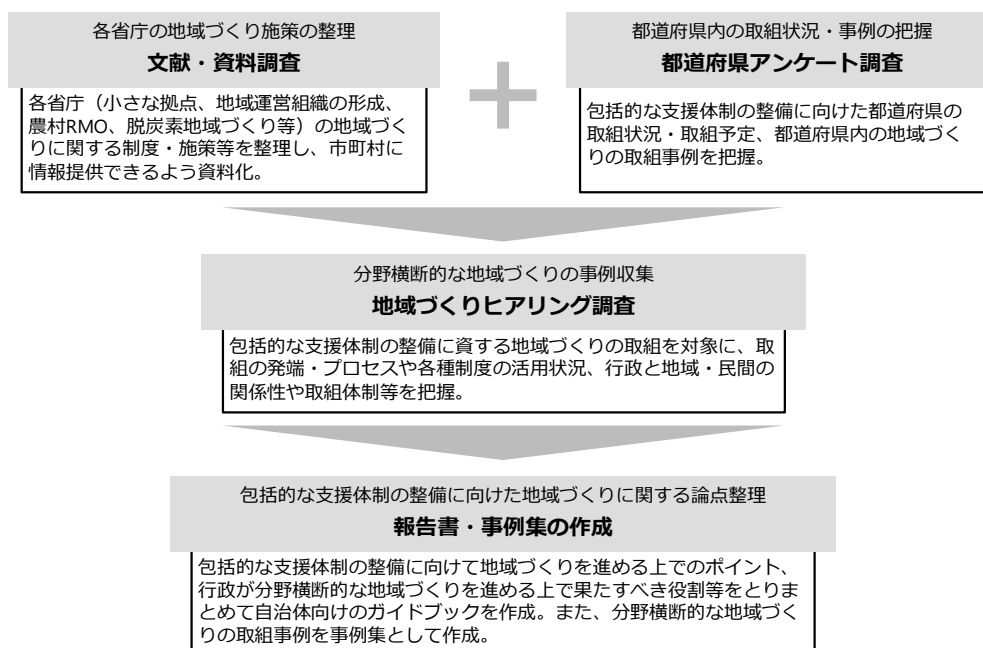 各省庁の地域づくり施策の整理
文献・資料調査
各省庁（小さな拠点、地域運営組織の形成、
農村RMO、脱炭素地域づくり等）の地域づく
りに関する制度・施策等を整理し、市町村に
情報提供できるよう資料化。
都道府県内の取組状況・事例の把握
都道府県アンケート調査
包括的な支援体制の整備に向けた都道府県の
取組状況・取組予定、都道府県内の地域づく
りの取組事例を把握。
分野横断的な地域づくりの事例収集
地域づくりヒアリング調査
包括的な支援体制の整備に資する地域づくりの取組を対象に、取
組の発端・プロセスや各種制度の活用状況、行政と地域・民間の
関係性や取組体制等を把握。
包括的な支援体制の整備に向けた地域づくりに関する論点整理
報告書・事例集の作成
包括的な支援体制の整備に向けて地域づくりを進める上でのポイント、
行政が分野横断的な地域づくりを進める上で果たすべき役割等をとりま
とめて自治体向けのガイドブックを作成。また、分野横断的な地域づく
りの取組事例を事例集として作成。